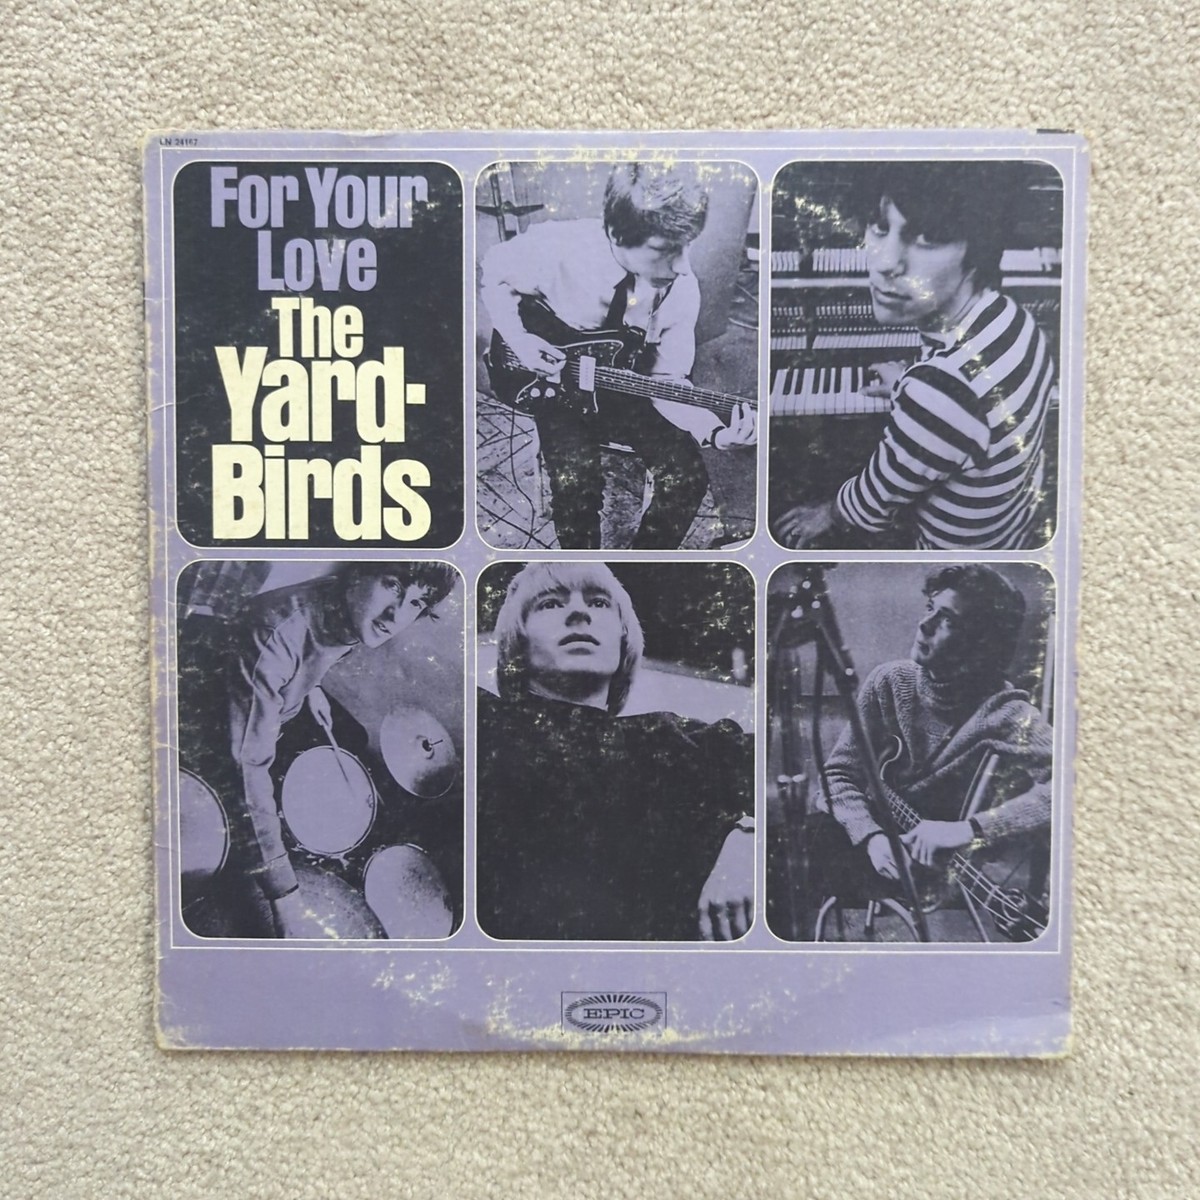 LN 24167
For Your
Love
The
Yard-
Birds
EPIC